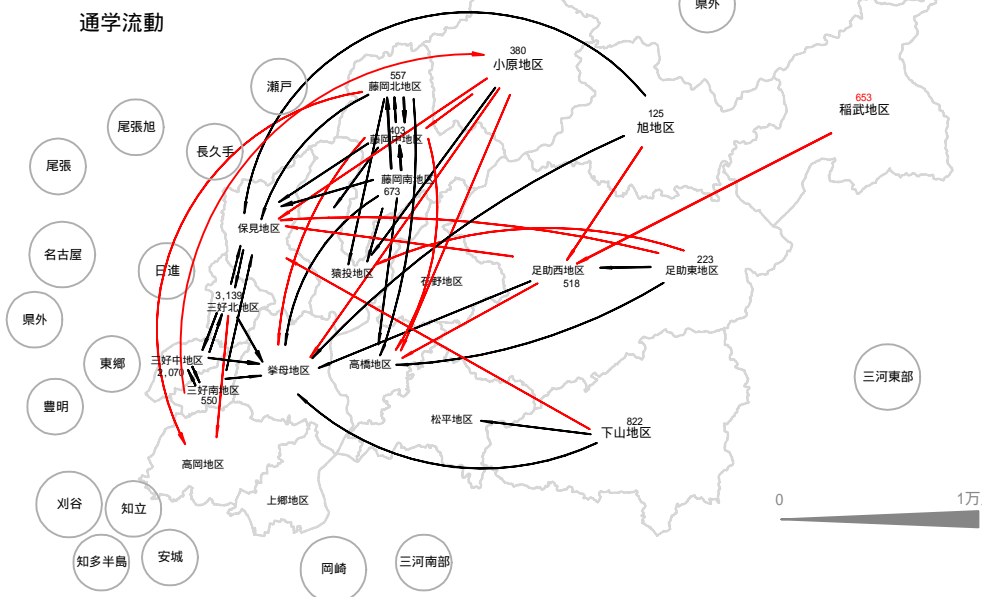 県外
通学流動
380
小原地区
557
藤岡北地区
瀬戸
653
稲武地区
125
旭地区
尾張旭
403
藤岡中地区
長久手
尾張
藤岡南地区
673
保見地区
名古屋
日進
猿投地区
石野地区
223
足助西地区
足助東地区
518
3,139
三好北地区
県外
東郷
三好中地区
2,070
挙母地区
高橋地区
三河東部
三好南地区
550
豊明
松平地区
822
下山地区
高岡地区
0
1万
上郷地区
刈谷
知立
知多半島
安城
岡崎
三河南部